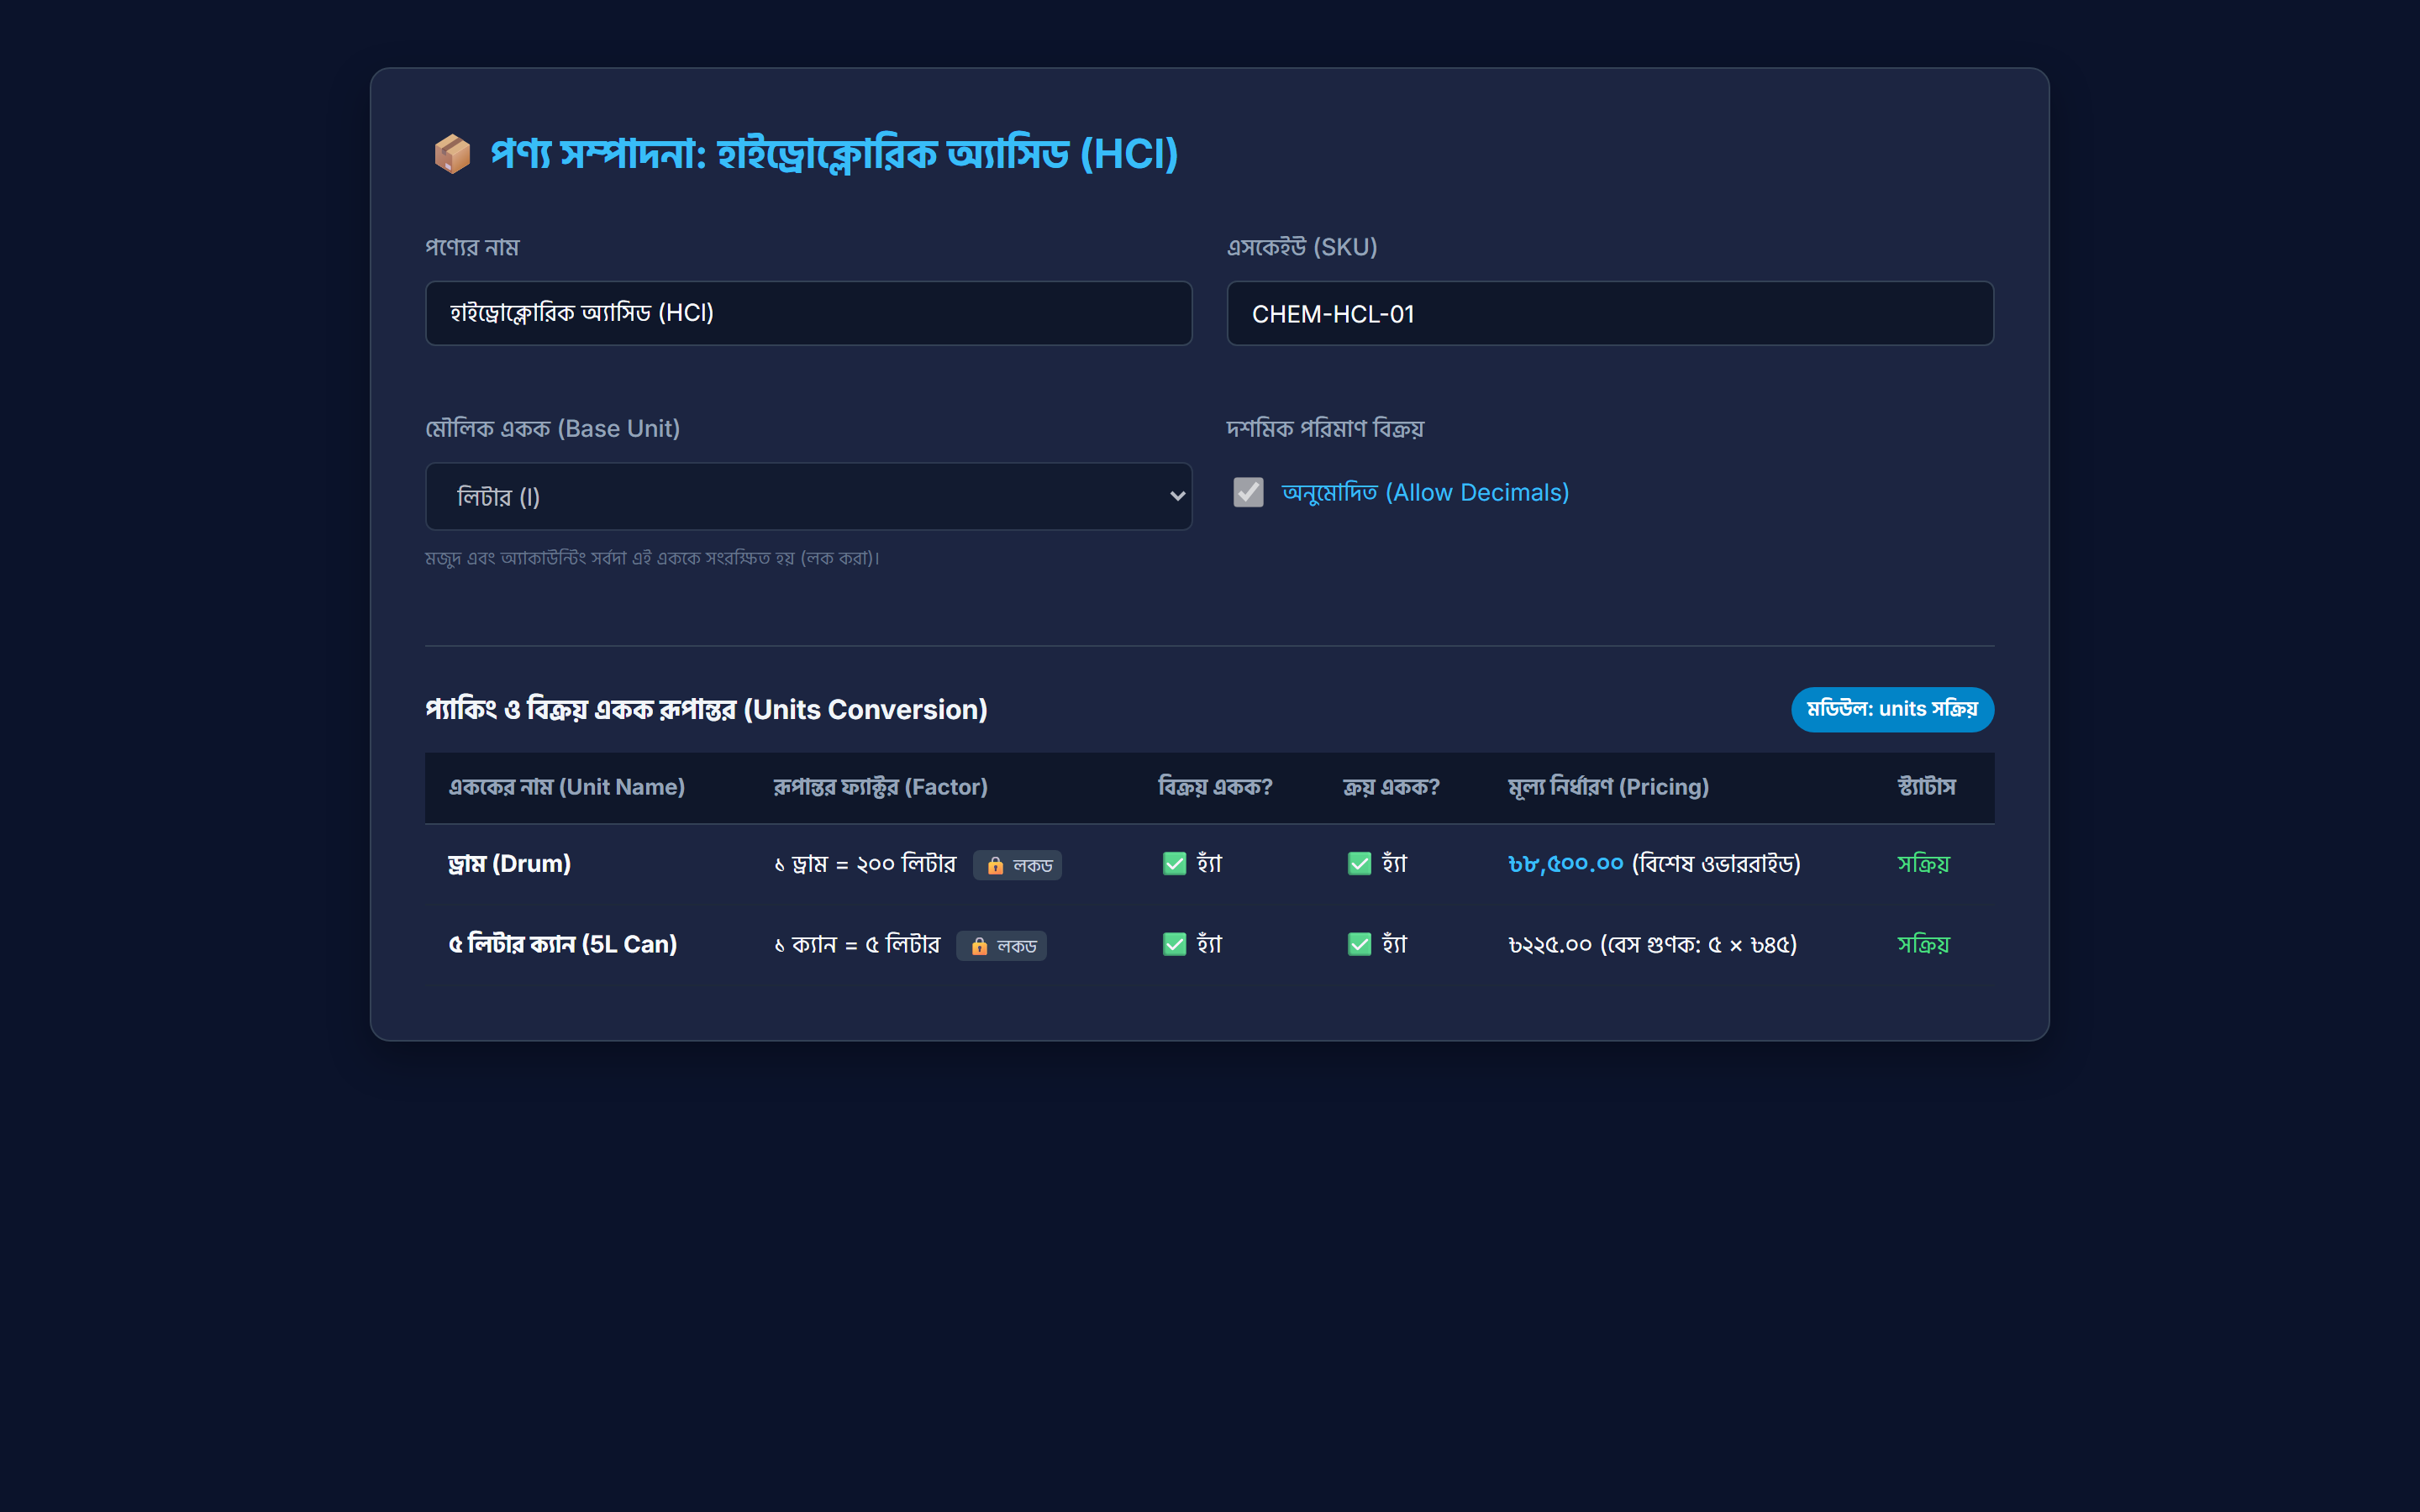 📦 পণ্য সম্পাদনা: হাইড্রোক্লোরিক অ্যাসিড (HCl)
পণ্যের নাম
এসকেইউ (SKU)
হাইড্রোক্লোরিক অ্যাসিড (HCl)
CHEM-HCL-01
মৌলিক একক (Base Unit)
দশমিক পরিমাণ বিক্রয়
লিটার (l)
অনুমোদিত (Allow Decimals)
মজুদ এবং অ্যাকাউন্টিং সর্বদা এই এককে সংরক্ষিত হয় (লক করা)।
প্যাকিং ও বিক্রয় একক রূপান্তর (Units Conversion)
মডিউল: units সক্রিয়
এককের নাম (Unit Name) রূপান্তর ফ্যাক্টর (Factor) বিক্রয় একক? ক্রয় একক? মূল্য নির্ধারণ (Pricing) স্ট্যাটাস
ড্রাম (Drum) ১ ড্রাম = ২০০ লিটার 🔒 লকড ✅ হ্যাঁ ✅ হ্যাঁ ৳৮,৫০০.০০ (বিশেষ ওভাররাইড) সক্রিয়
৫ লিটার ক্যান (5L Can) ১ ক্যান = ৫ লিটার 🔒 লকড ✅ হ্যাঁ ✅ হ্যাঁ ৳২২৫.০০ (বেস গুণক: ৫ × ৳৪৫) সক্রিয়